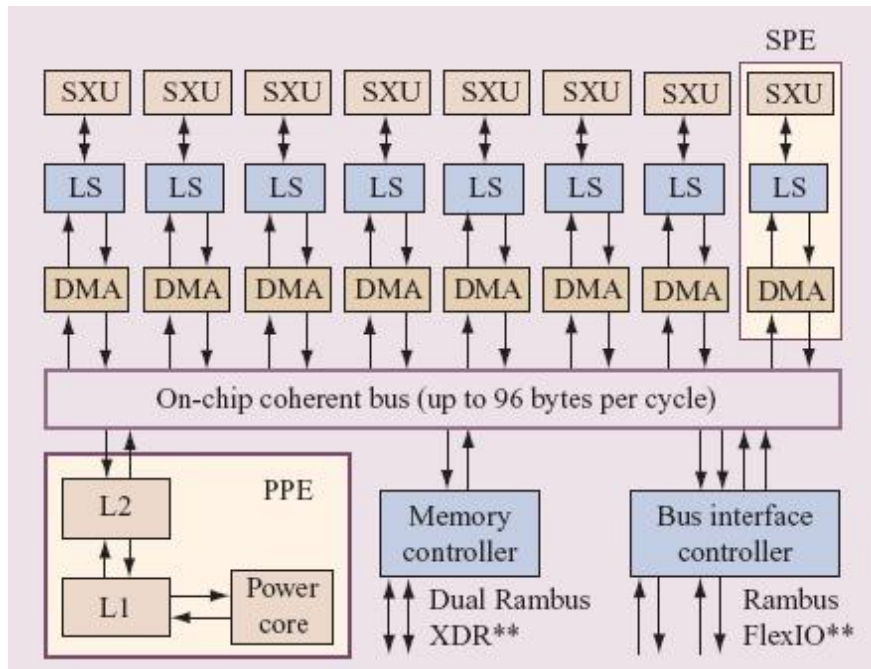 SPE
SXU SXU SXU SXU SXU SXU SXU SXU
LS LS LS LS LS LS LS LS
DMA DMA DMA DMA DMA DMA DMA DMA
On-chip coherent bus (up to 96 bytes per cycle)
PPE
L2
L1
Power
core
Memory
controller
Dual Rambus
XDR**
Bus interface
controller
Rambus
FlexIO**